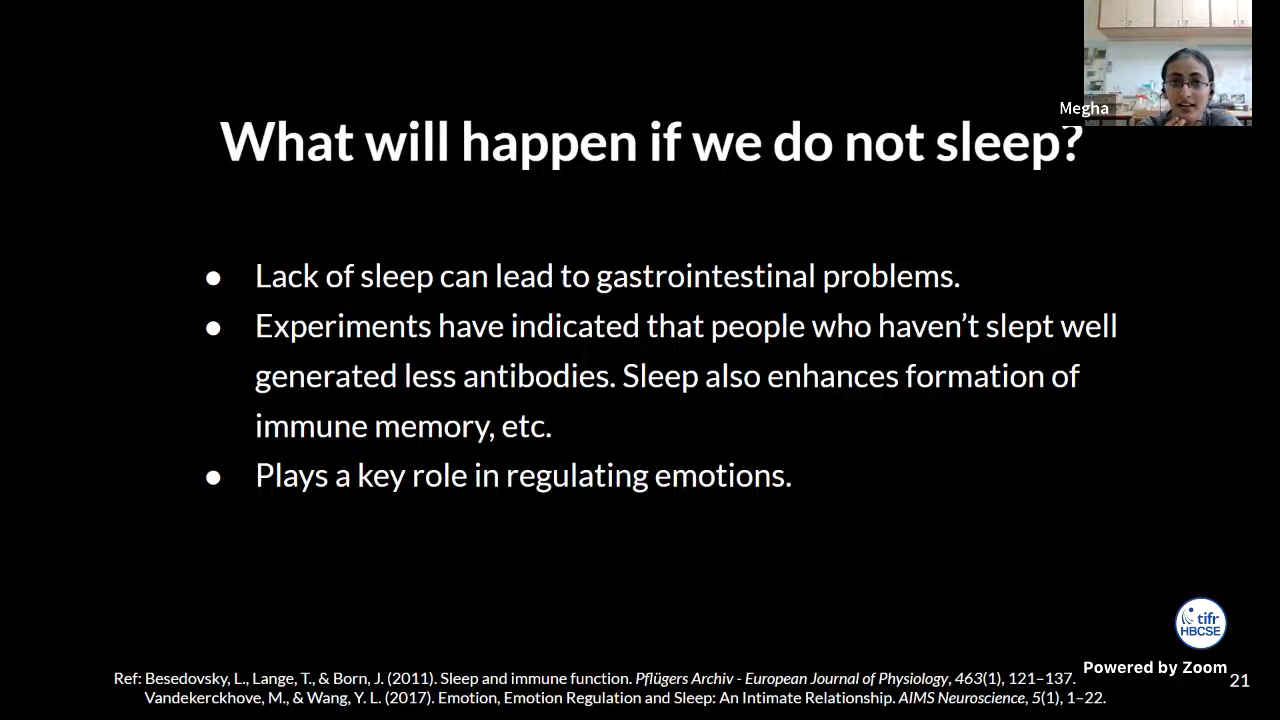 Megha
What will happen if we do not sleep?
● Lack of sleep can lead to gastrointestinal problems.
● Experiments have indicated that people who haven’t slept well
generated less antibodies. Sleep also enhances formation of
immune memory, etc.
● Plays a key role in regulating emotions.
tifr
HBCSE
Powered by Zoom
Ref: Besedovsky, L., Lange, T., & Born, J. (2011). Sleep and immune function. Pflügers Archiv - European Journal of Physiology, 463(1), 121–137.
21
Vandekerckhove, M., & Wang, Y. L. (2017). Emotion, Emotion Regulation and Sleep: An Intimate Relationship. AIMS Neuroscience, 5(1), 1–22.